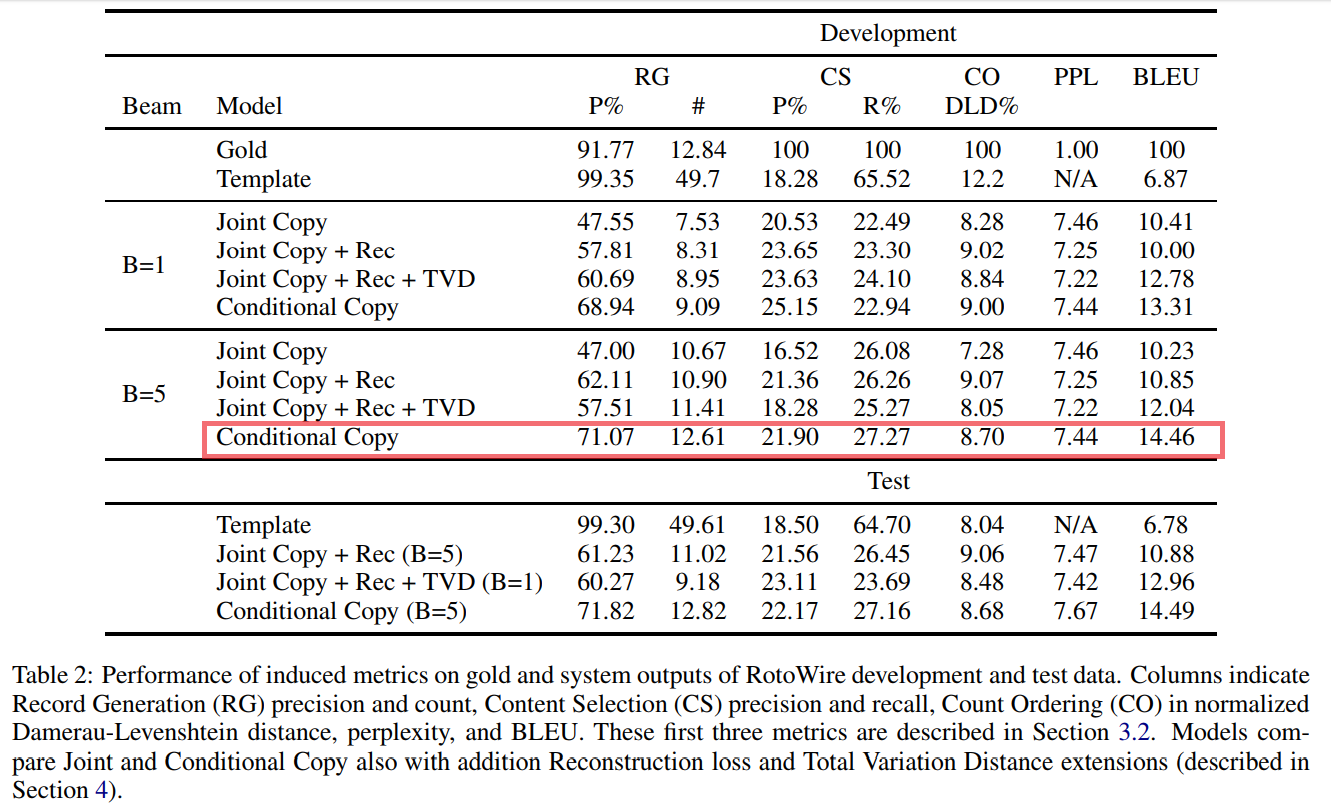 Development
RG CS CO PPL BLEU
Beam Model P% # P% R% DLD%
Gold 91.77 12.84 100 100 100 1.00 100
Template 99.35 49.7 18.28 65.52 12.2 N/A 6.87
Joint Copy 47.55 7.53 20.53 22.49 8.28 7.46 10.41
Joint Copy + Rec 57.81 8.31 23.65 23.30 9.02 7.25 10.00
B=1
Joint Copy + Rec + TVD 60.69 8.95 23.63 24.10 8.84 7.22 12.78
Conditional Copy 68.94 9.09 25.15 22.94 9.00 7.44 13.31
Joint Copy 47.00 10.67 16.52 26.08 7.28 7.46 10.23
Joint Copy + Rec 62.11 10.90 21.36 26.26 9.07 7.25 10.85
B=5
Joint Copy + Rec + TVD 57.51 11.41 18.28 25.27 8.05 7.22 12.04
Conditional Copy 71.07 12.61 21.90 27.27 8.70 7.44 14.46
Test
Template 99.30 49.61 18.50 64.70 8.04 N/A 6.78
Joint Copy + Rec (B=5) 61.23 11.02 21.56 26.45 9.06 7.47 10.88
Joint Copy + Rec + TVD (B=1) 60.27 9.18 23.11 23.69 8.48 7.42 12.96
Conditional Copy (B=5) 71.82 12.82 22.17 27.16 8.68 7.67 14.49
Table 2: Performance of induced metrics on gold and system outputs of RotoWire development and test data. Columns indicate
Record Generation (RG) precision and count, Content Selection (CS) precision and recall, Count Ordering (CO) in normalized
Damerau-Levenshtein distance, perplexity, and BLEU. These first three metrics are described in Section 3.2. Models com-
pare Joint and Conditional Copy also with addition Reconstruction loss and Total Variation Distance extensions (described in
Section 4).